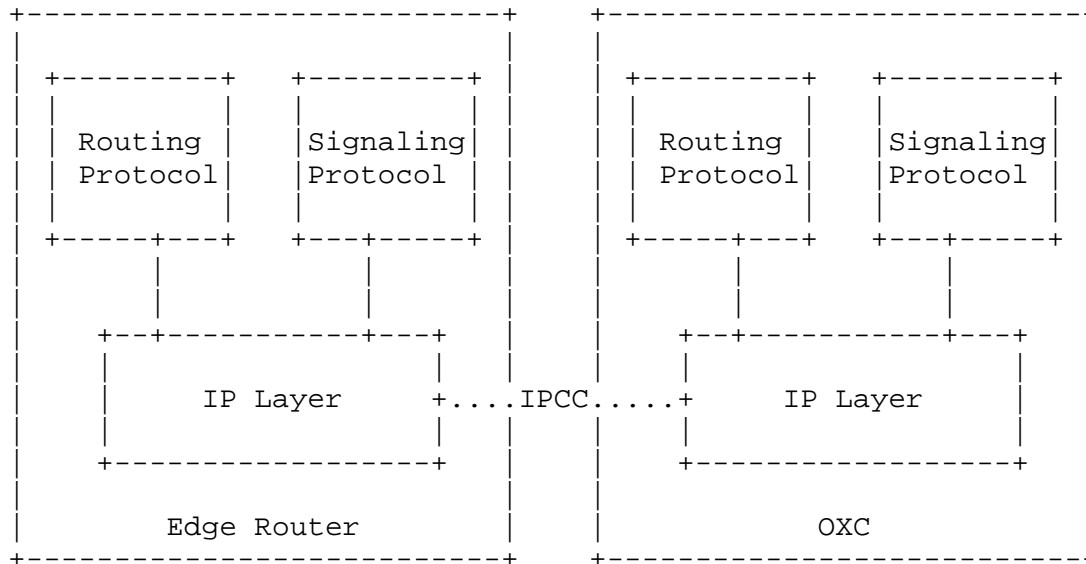 Routing Signaling Routing Signaling
Protocol Protocol Protocol Protocol
IP Layer IPCC IP Layer
Edge Router OXC